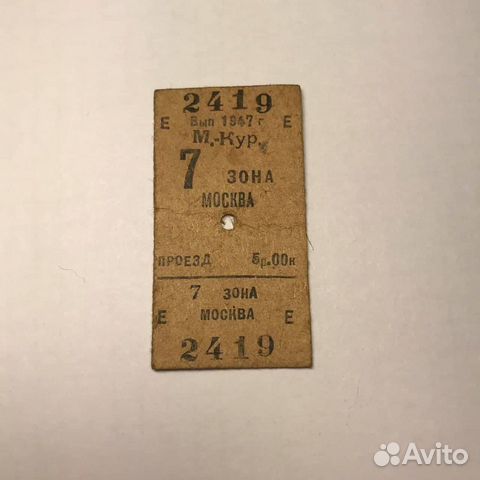 2419
Е Вып 1947 г Е
М.-Кур.
7 ЗОНА
МОСКВА
ПРОЕЗД 5р.00к
7 ЗОНА
Е МОСКВА Е
2419
Avito